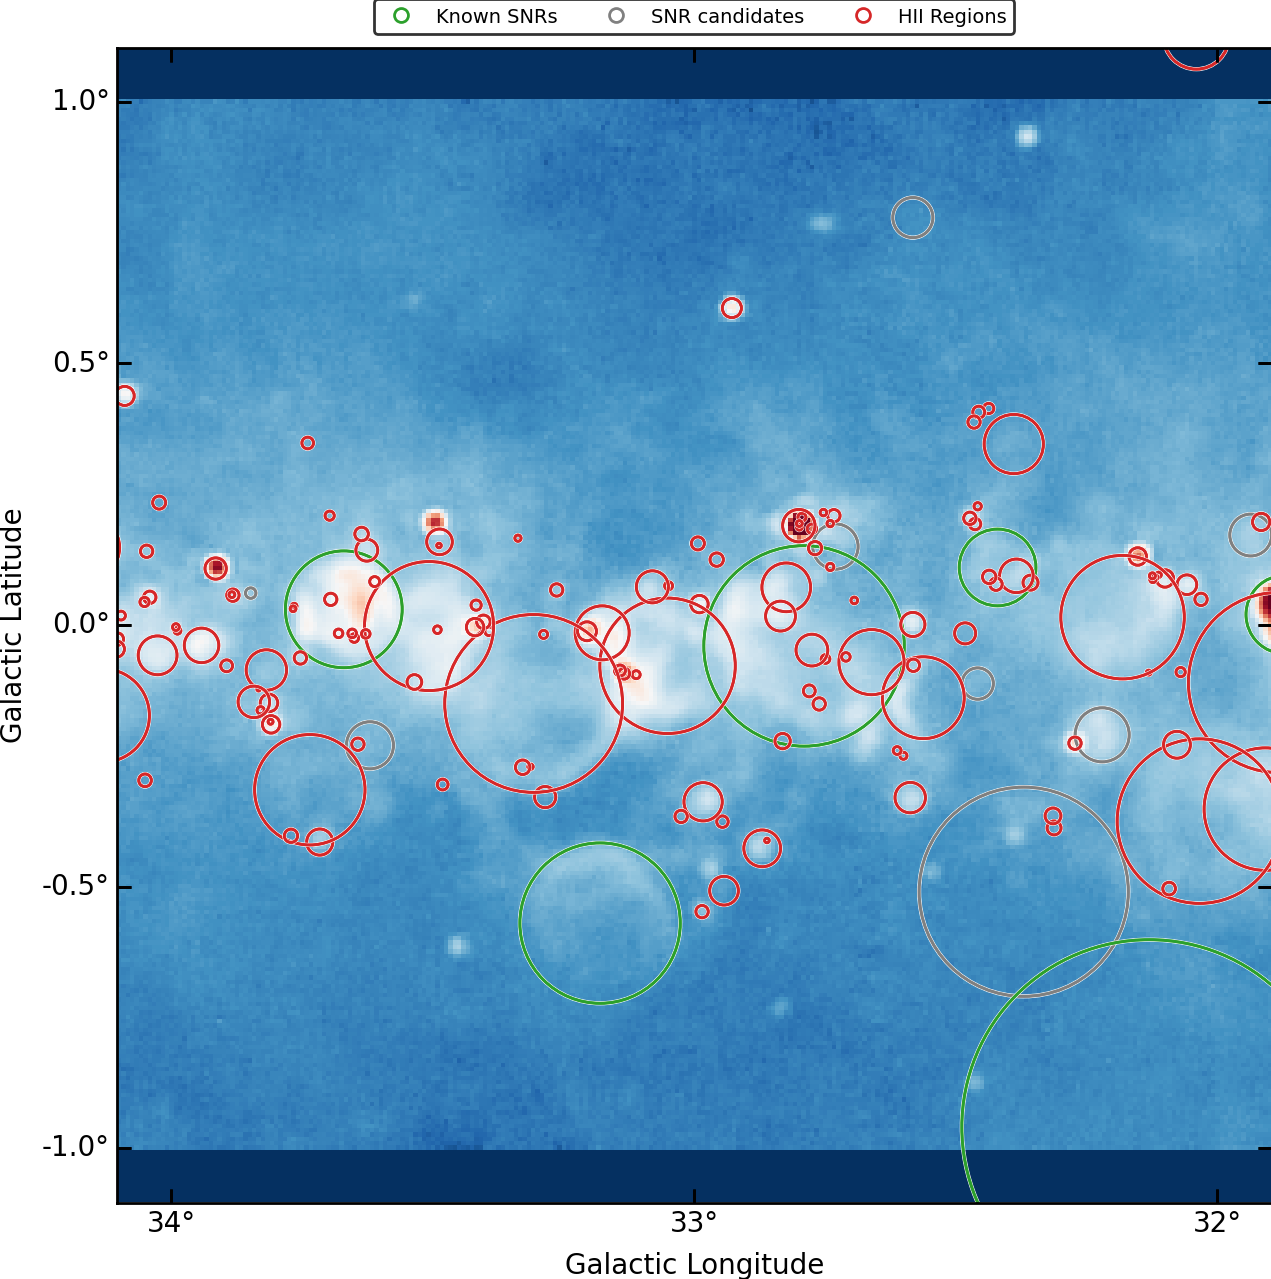 Known SNRs SNR candidates HII Regions
1.0°
0.5°
0.0°
-0.5°
-1.0°
Galactic Latitude
34° 33° 32°
Galactic Longitude